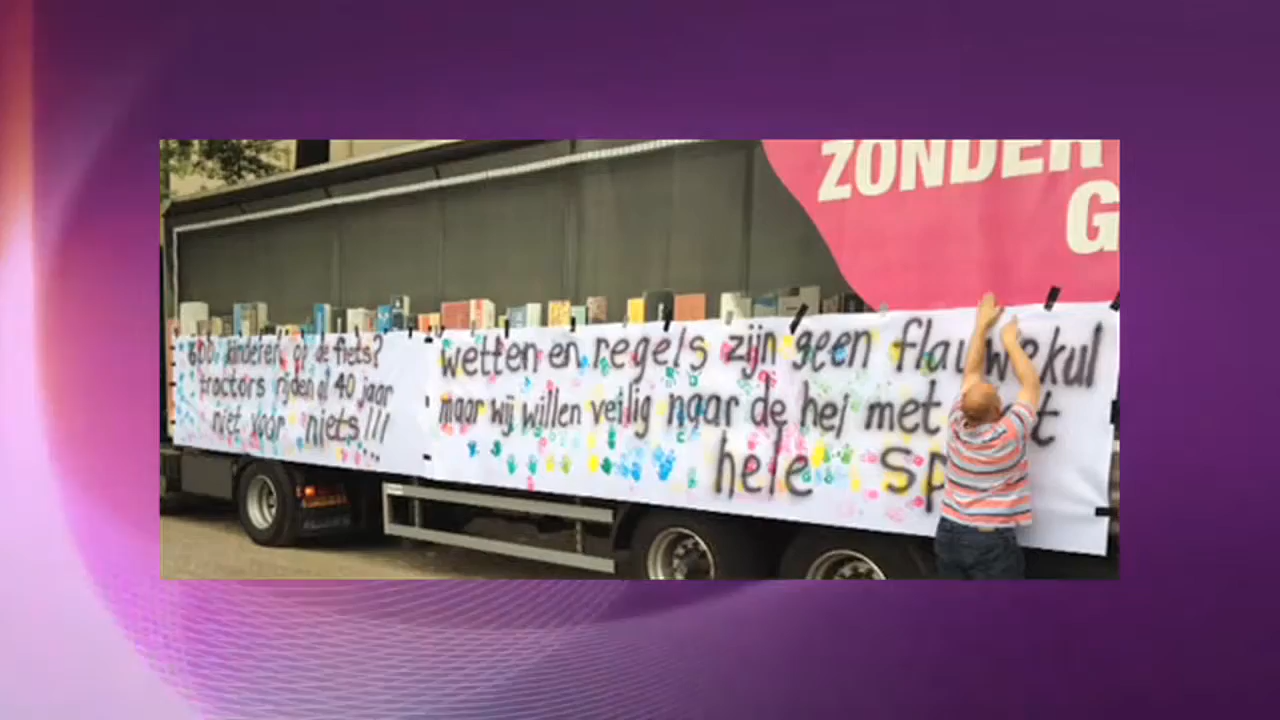 ZONDER
G
600 kinderen op de fiets?
tractors rijden al 40 jaar
niet voor niets!!!
wetten en regels zijn geen flauwekul
maar wij willen veilig naar de hei met
hele